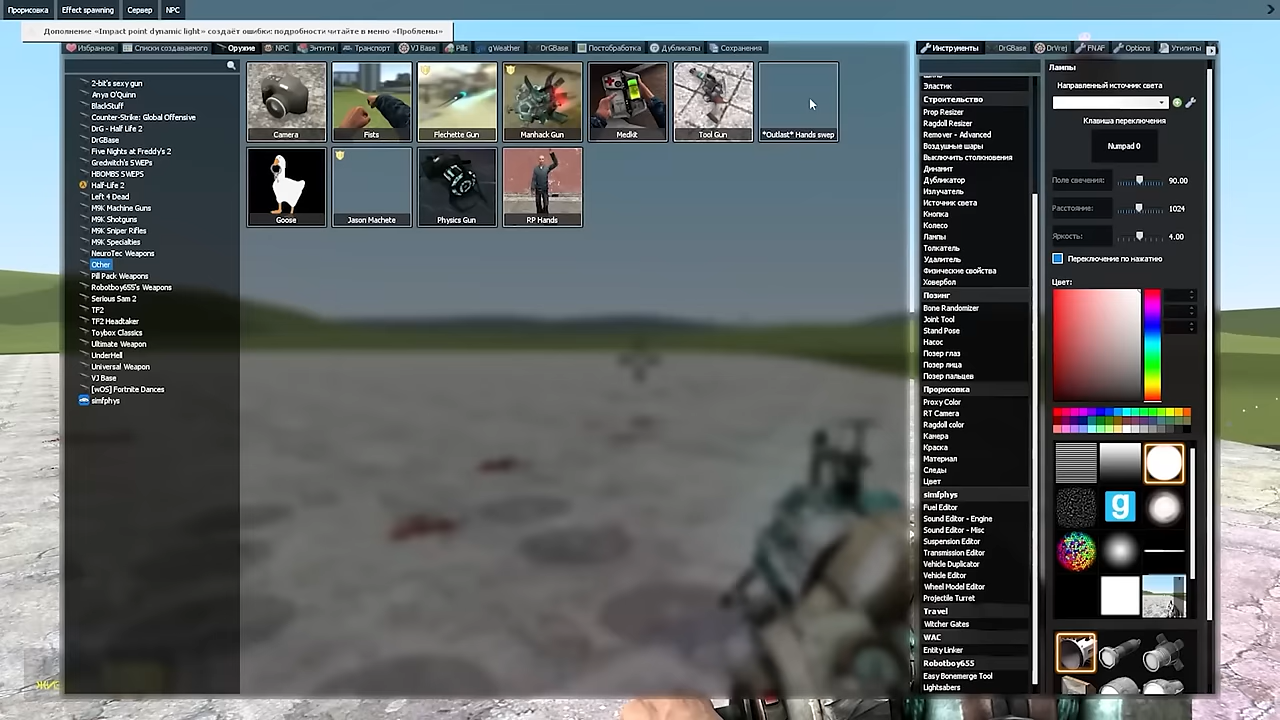 Прорисовка
Effect spawning
Сервер
NPC
Дополнение «Impact point dynamic light» создаёт ошибки: подробности читайте в меню «Проблемы»
Избранное
Списки создаваемого
Оружие
NPC
Энтити
Транспорт
VJ Base
Pills
gWeather
DrGBase
Постобработка
Дубликаты
Сохранения
2-bit's sexy gun
Anya O'Quinn
BlackStuff
Counter-Strike: Global Offensive
DrG - Half Life 2
DrGBase
Five Nights at Freddy's 2
Gredwitch's SWEPs
HBOMBS SWEPS
Half-Life 2
Left 4 Dead
M9K Machine Guns
M9K Shotguns
M9K Sniper Rifles
M9K Specialties
NeuroTec Weapons
Other
Pill Pack Weapons
Robotboy655's Weapons
Serious Sam 2
TF2
TF2 Headtaker
Toybox Classics
Ultimate Weapon
UnderHell
Universal Weapon
VJ Base
[wOS] Fortnite Dances
simfphys
Camera
Fists
Flechette Gun
Manhack Gun
Medkit
Tool Gun
*Outlast* Hands swep
Goose
Jason Machete
Physics Gun
RP Hands
Инструменты
DrGBase
DrVrej
FNAF
Options
Утилиты
Эластик
Строительство
Prop Resizer
Ragdoll Resizer
Remover - Advanced
Воздушные шары
Выключить столкновения
Динамит
Дубликатор
Излучатель
Источник света
Кнопка
Колесо
Лампы
Толкатель
Удалитель
Физические свойства
Ховербол
Позинг
Bone Randomizer
Joint Tool
Stand Pose
Насос
Позер глаз
Позер лица
Позер пальцев
Прорисовка
Proxy Color
RT Camera
Ragdoll color
Камера
Краска
Материал
Следы
Цвет
simfphys
Fuel Editor
Sound Editor - Engine
Sound Editor - Misc
Suspension Editor
Transmission Editor
Vehicle Duplicator
Vehicle Editor
Wheel Model Editor
Projectile Turret
Travel
Witcher Gates
WAC
Entity Linker
Robotboy655
Easy Bonemerge Tool
Lightsabers
Лампы
Направленный источник света
Клавиша переключения
Numpad 0
Поле свечения: 90.00
Расстояние: 1024
Яркость: 4.00
Переключение по нажатию
Цвет:
g